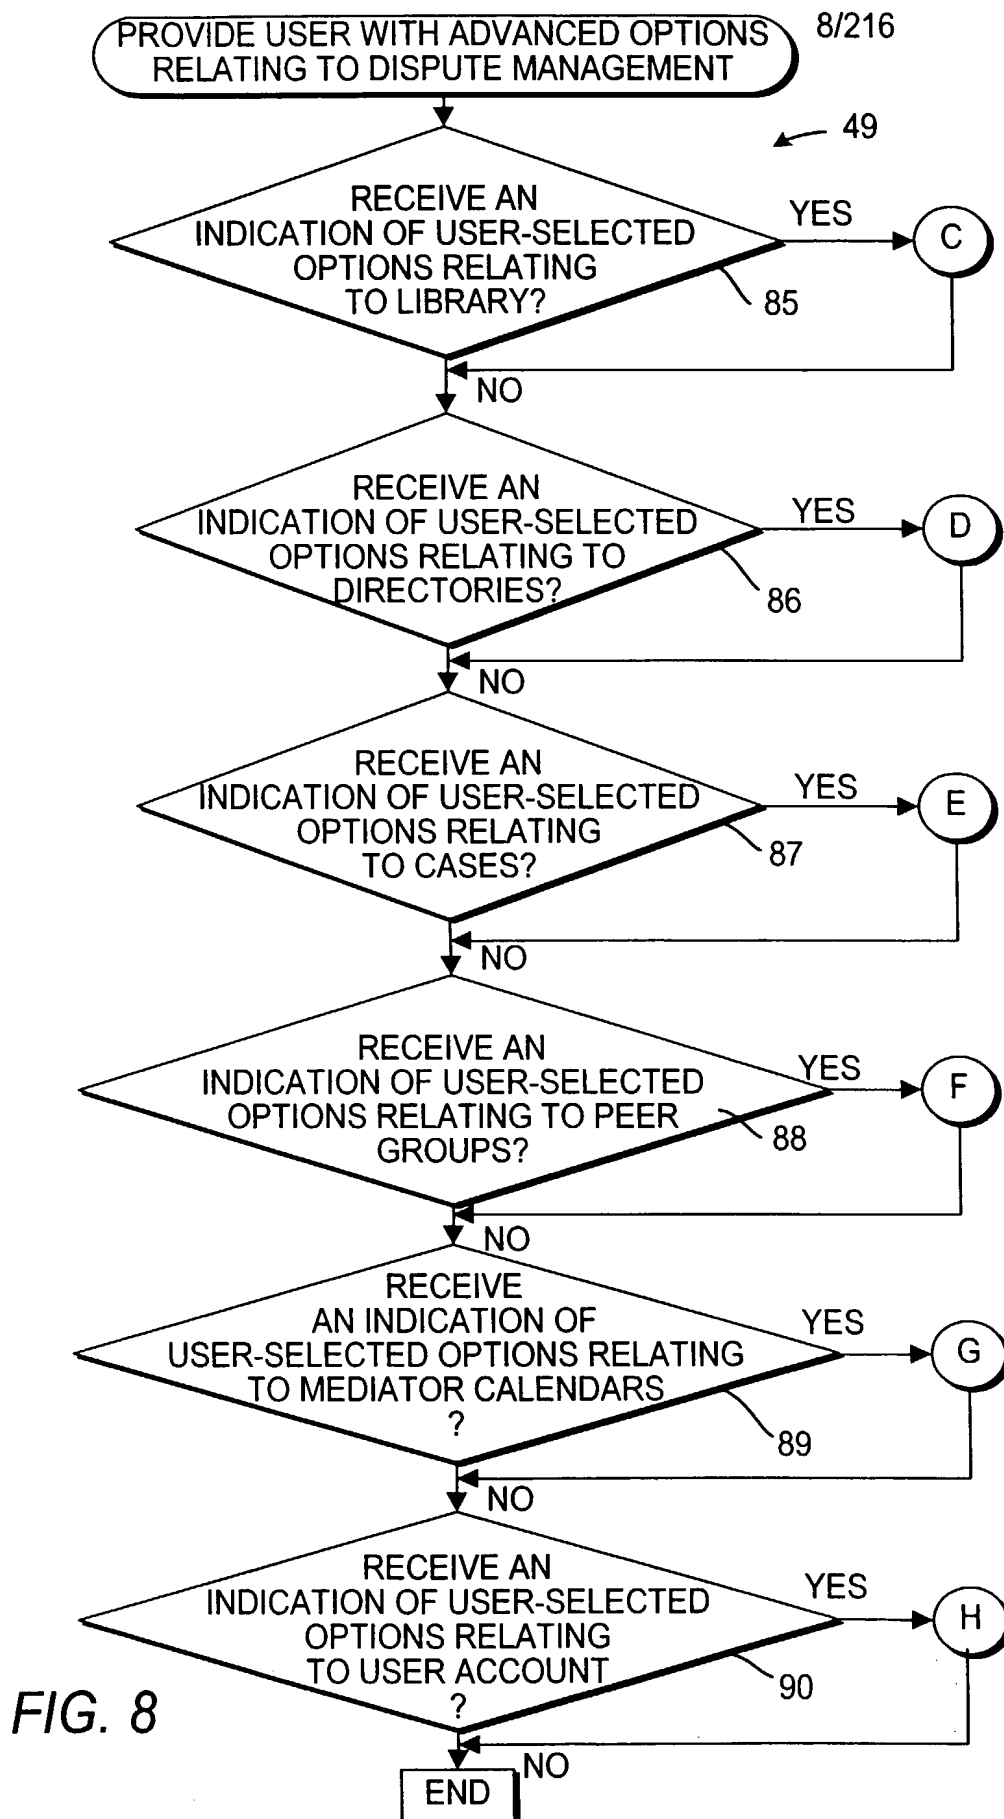 8/216
PROVIDE USER WITH ADVANCED OPTIONS
RELATING TO DISPUTE MANAGEMENT
49
RECEIVE AN
INDICATION OF USER-SELECTED
OPTIONS RELATING
TO LIBRARY?
YES
C
85
NO
RECEIVE AN
INDICATION OF USER-SELECTED
OPTIONS RELATING TO
DIRECTORIES?
YES
D
86
NO
RECEIVE AN
INDICATION OF USER-SELECTED
OPTIONS RELATING
TO CASES?
YES
E
87
NO
RECEIVE AN
INDICATION OF USER-SELECTED
OPTIONS RELATING TO PEER
GROUPS?
YES
F
88
NO
RECEIVE
AN INDICATION OF
USER-SELECTED OPTIONS RELATING
TO MEDIATOR CALENDARS
?
YES
G
89
NO
RECEIVE AN
INDICATION OF USER-SELECTED
OPTIONS RELATING
TO USER ACCOUNT
?
YES
H
90
NO
END
FIG. 8